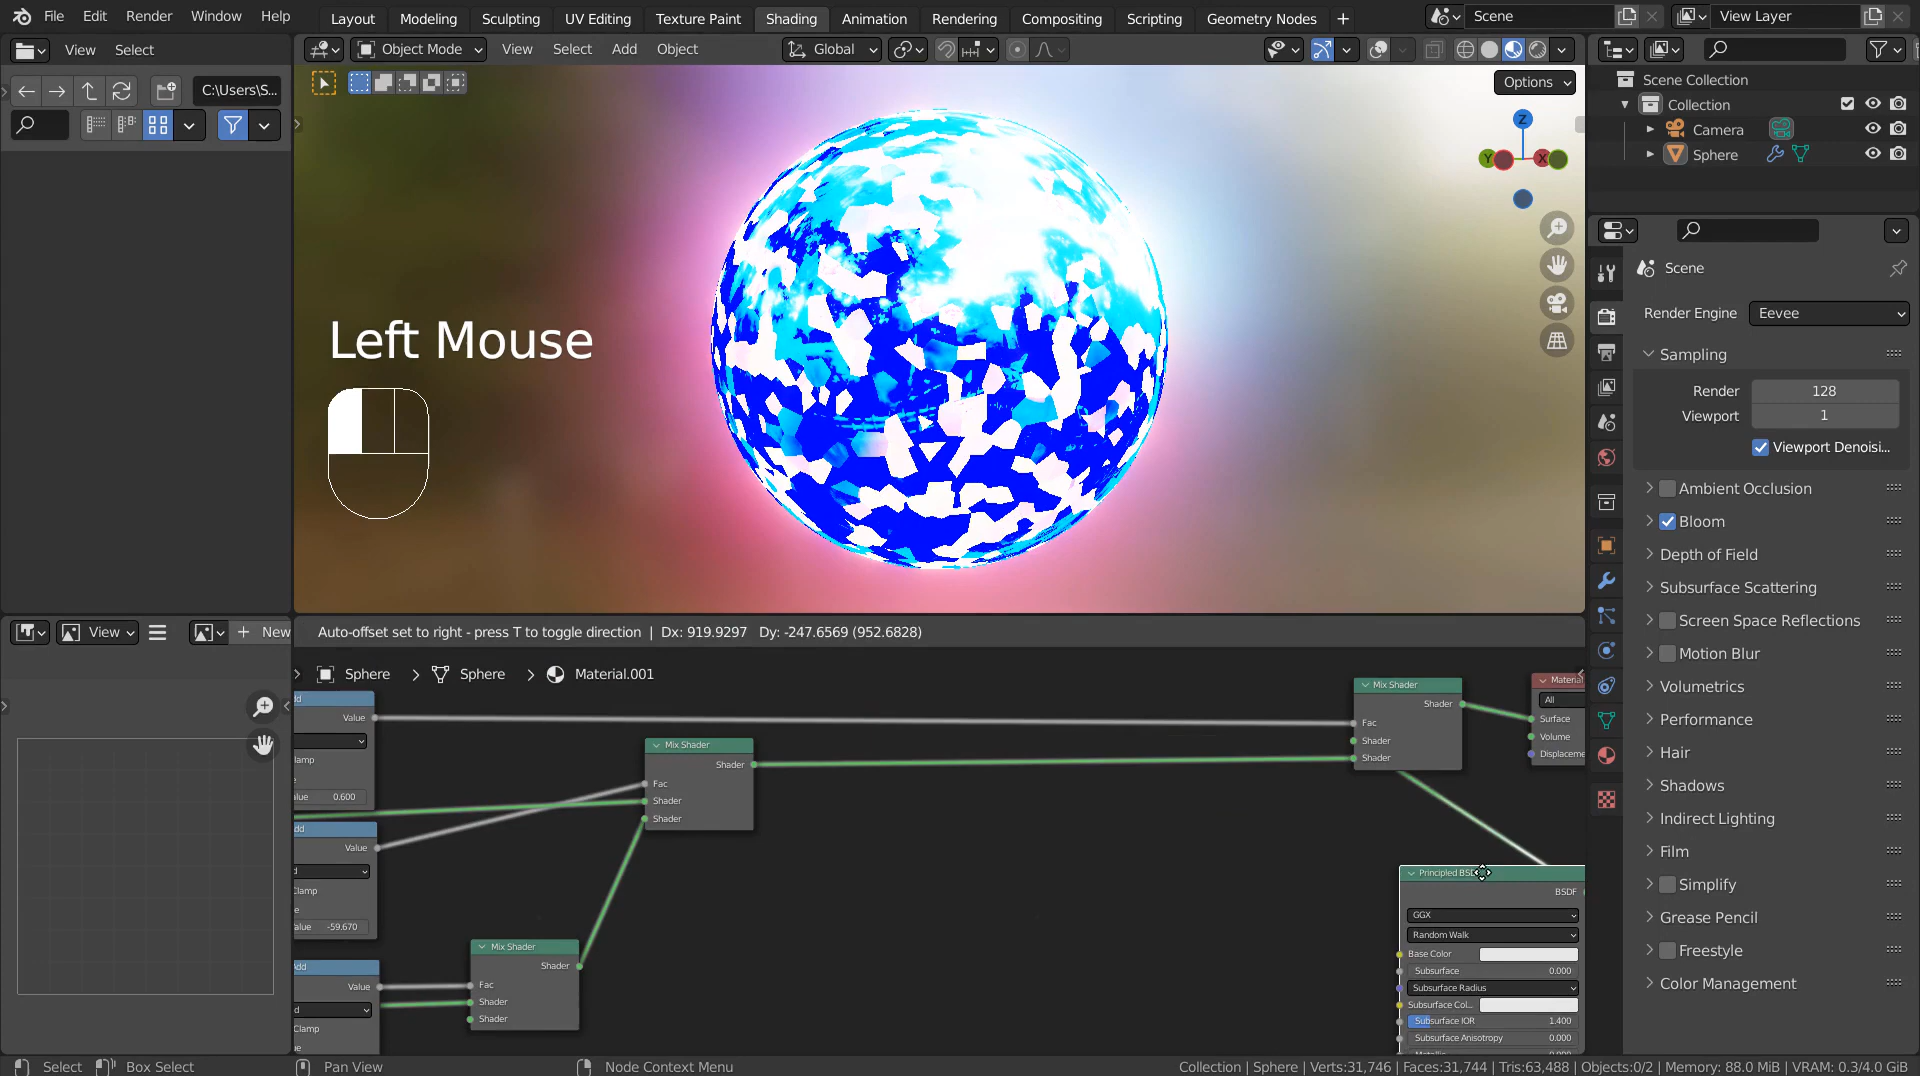 File Edit Render Window Help Layout Modeling Sculpting UV Editing Texture Paint Shading Animation Rendering Compositing Scripting Geometry Nodes + Scene View Layer
View Select Object Mode View Select Add Object Global
C:\Users\S...
Options
Z
Y X
Left Mouse
Scene Collection
Collection
Camera
Sphere
Scene
Render Engine Eevee
Sampling
Render 128
Viewport 1
Viewport Denoisi...
Ambient Occlusion
Bloom
Depth of Field
Subsurface Scattering
Screen Space Reflections
Motion Blur
Volumetrics
Performance
Hair
Shadows
Indirect Lighting
Film
Simplify
Grease Pencil
Freestyle
Color Management
View + New
Auto-offset set to right - press T to toggle direction | Dx: 919.9297 Dy: -247.6569 (952.6828)
Sphere > Sphere > Material.001
Value
0.600
Value
-59.670
Value
Clamp
Mix Shader
Shader
Fac
Shader
Shader
Mix Shader
Shader
Fac
Shader
Shader
Mix Shader
Shader
Fac
Shader
Shader
Material
All
Surface
Volume
Displaceme
BSDF
GGX
Random Walk
Base Color
Subsurface 0.000
Subsurface Radius
Subsurface Col..
Subsurface IOR 1.400
Subsurface Anisotropy 0.000
Select Box Select Pan View Node Context Menu Collection | Sphere | Verts:31,746 | Faces:31,744 | Tris:63,488 | Objects:0/2 | Memory: 88.0 MiB | VRAM: 0.3/4.0 GiB